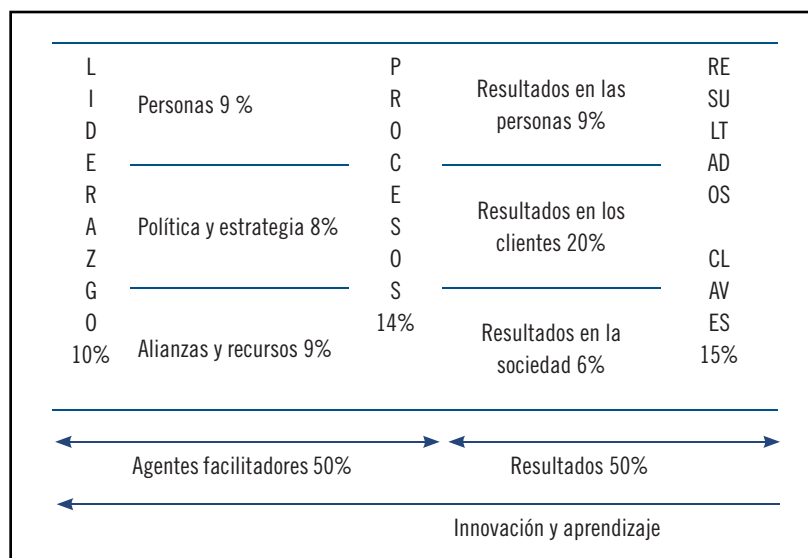 L
I
D
E
R
A
Z
G
O
10%
Personas 9 %
Política y estrategia 8%
Alianzas y recursos 9%
P
R
O
C
E
S
O
S
14%
Resultados en las
personas 9%
Resultados en los
clientes 20%
Resultados en la
sociedad 6%
RE
SU
LT
AD
OS
CL
AV
ES
15%
Agentes facilitadores 50%
Resultados 50%
Innovación y aprendizaje